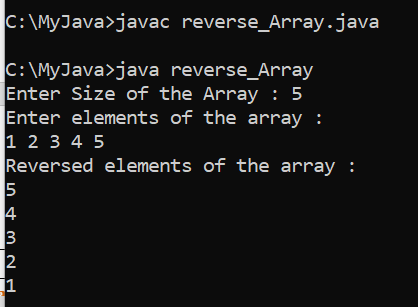 C:\MyJava>javac reverse_Array.java
C:\MyJava>java reverse_Array
Enter Size of the Array : 5
Enter elements of the array :
1 2 3 4 5
Reversed elements of the array :
5
4
3
2
1